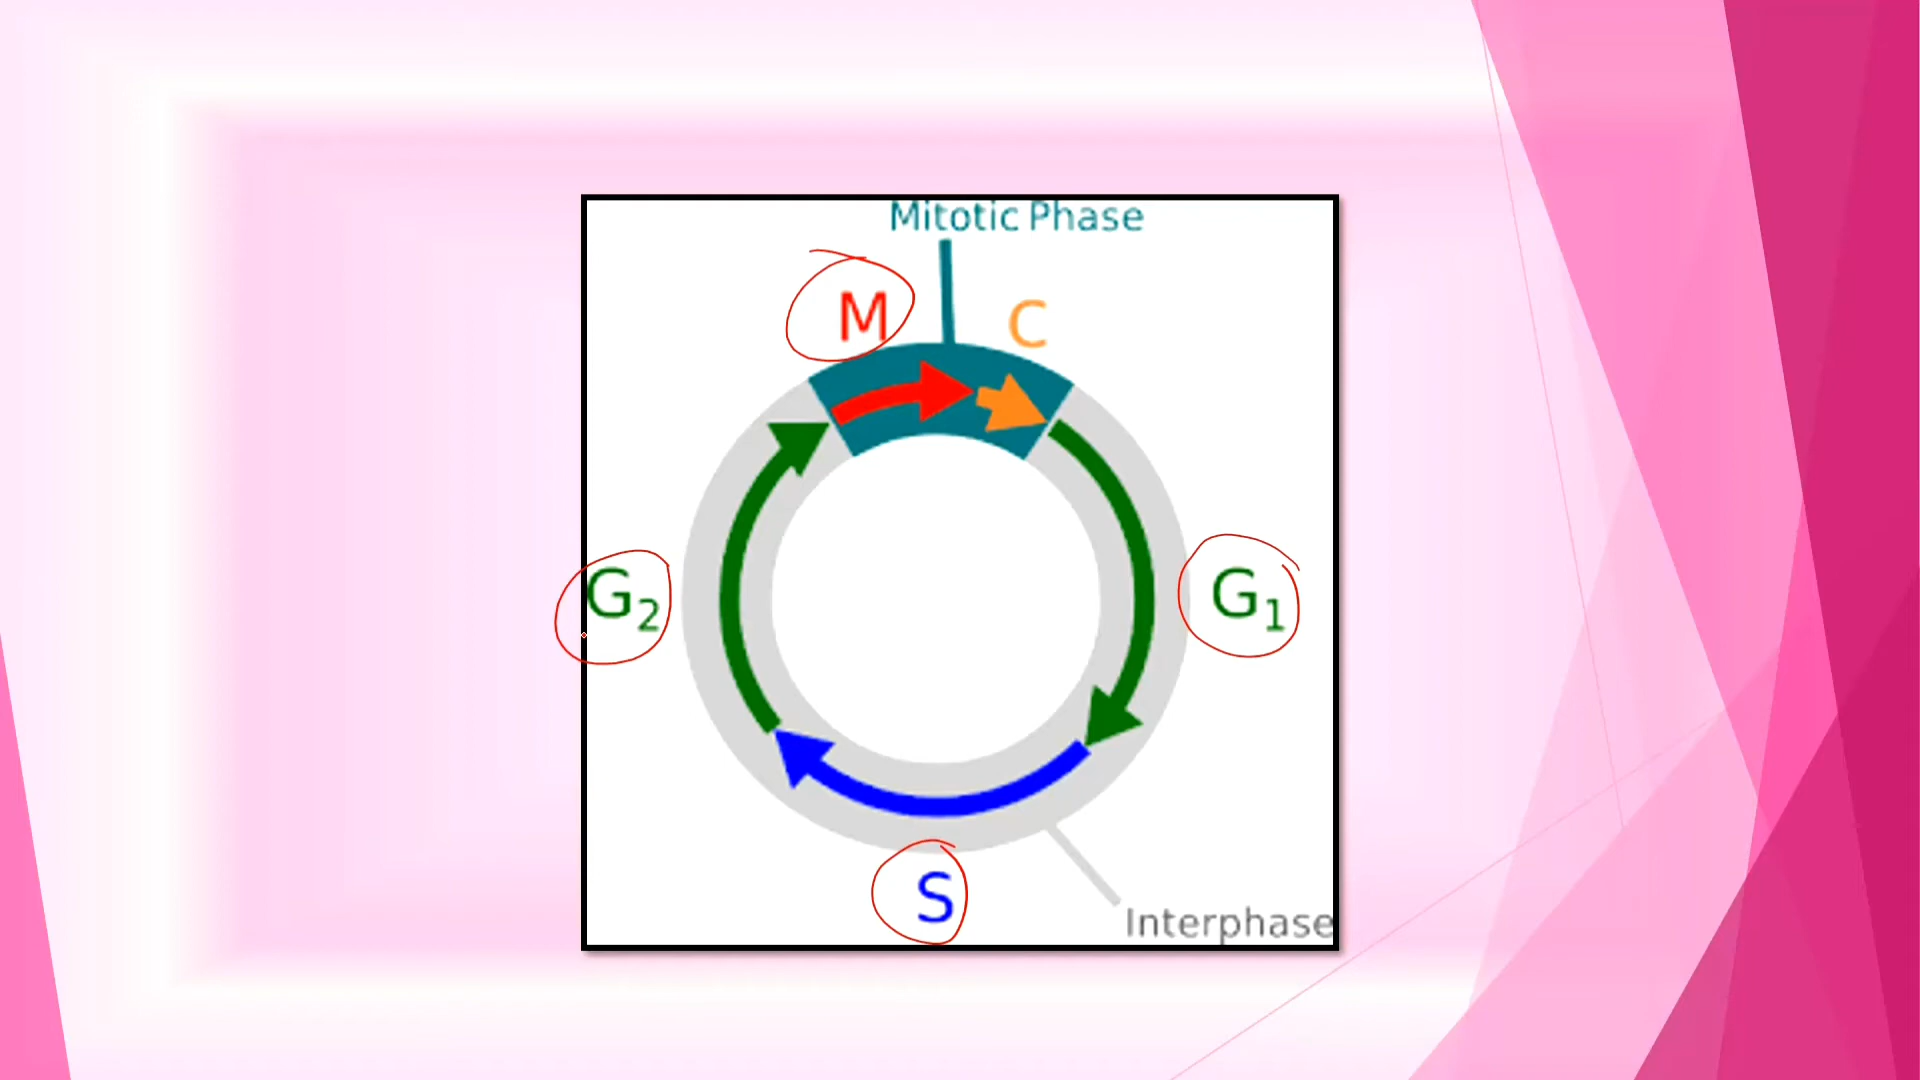 Mitotic Phase
M
C
G₂
G₁
S
Interphase